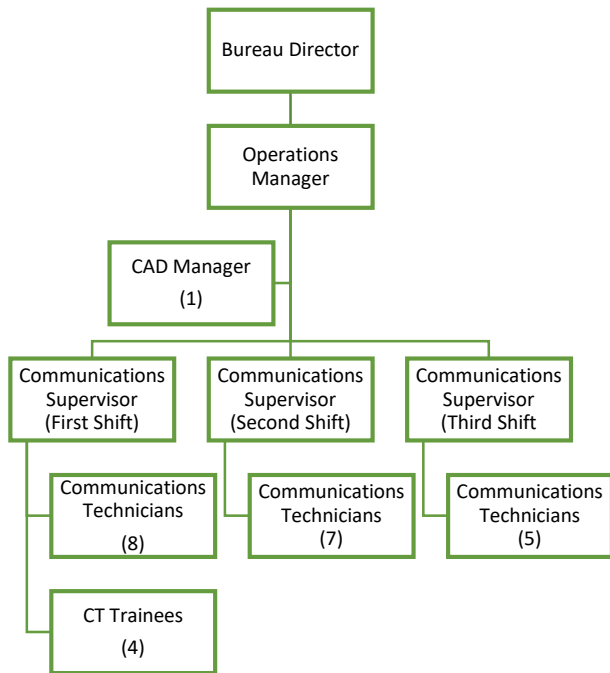 Bureau Director
Operations
Manager
CAD Manager
(1)
Communications
Supervisor
(First Shift)
Communications
Supervisor
(Second Shift)
Communications
Supervisor
(Third Shift
Communications
Technicians
(8)
Communications
Technicians
(7)
Communications
Technicians
(5)
CT Trainees
(4)